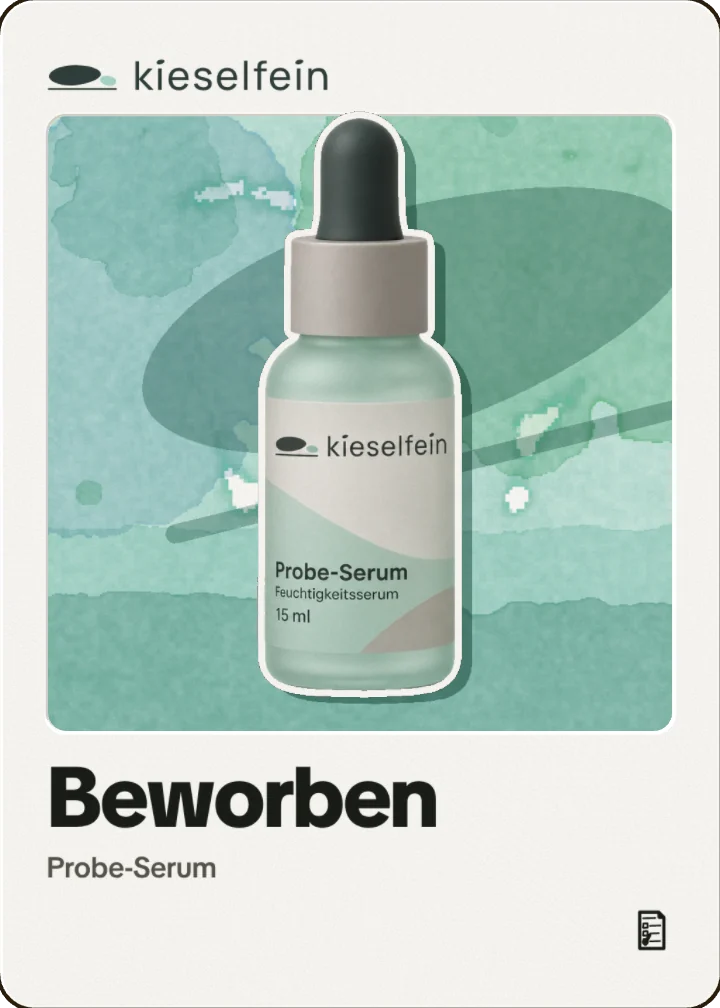 kieselfein
kieselfein
Probe-Serum
Feuchtigkeitsserum
15 ml
Beworben
Probe-Serum